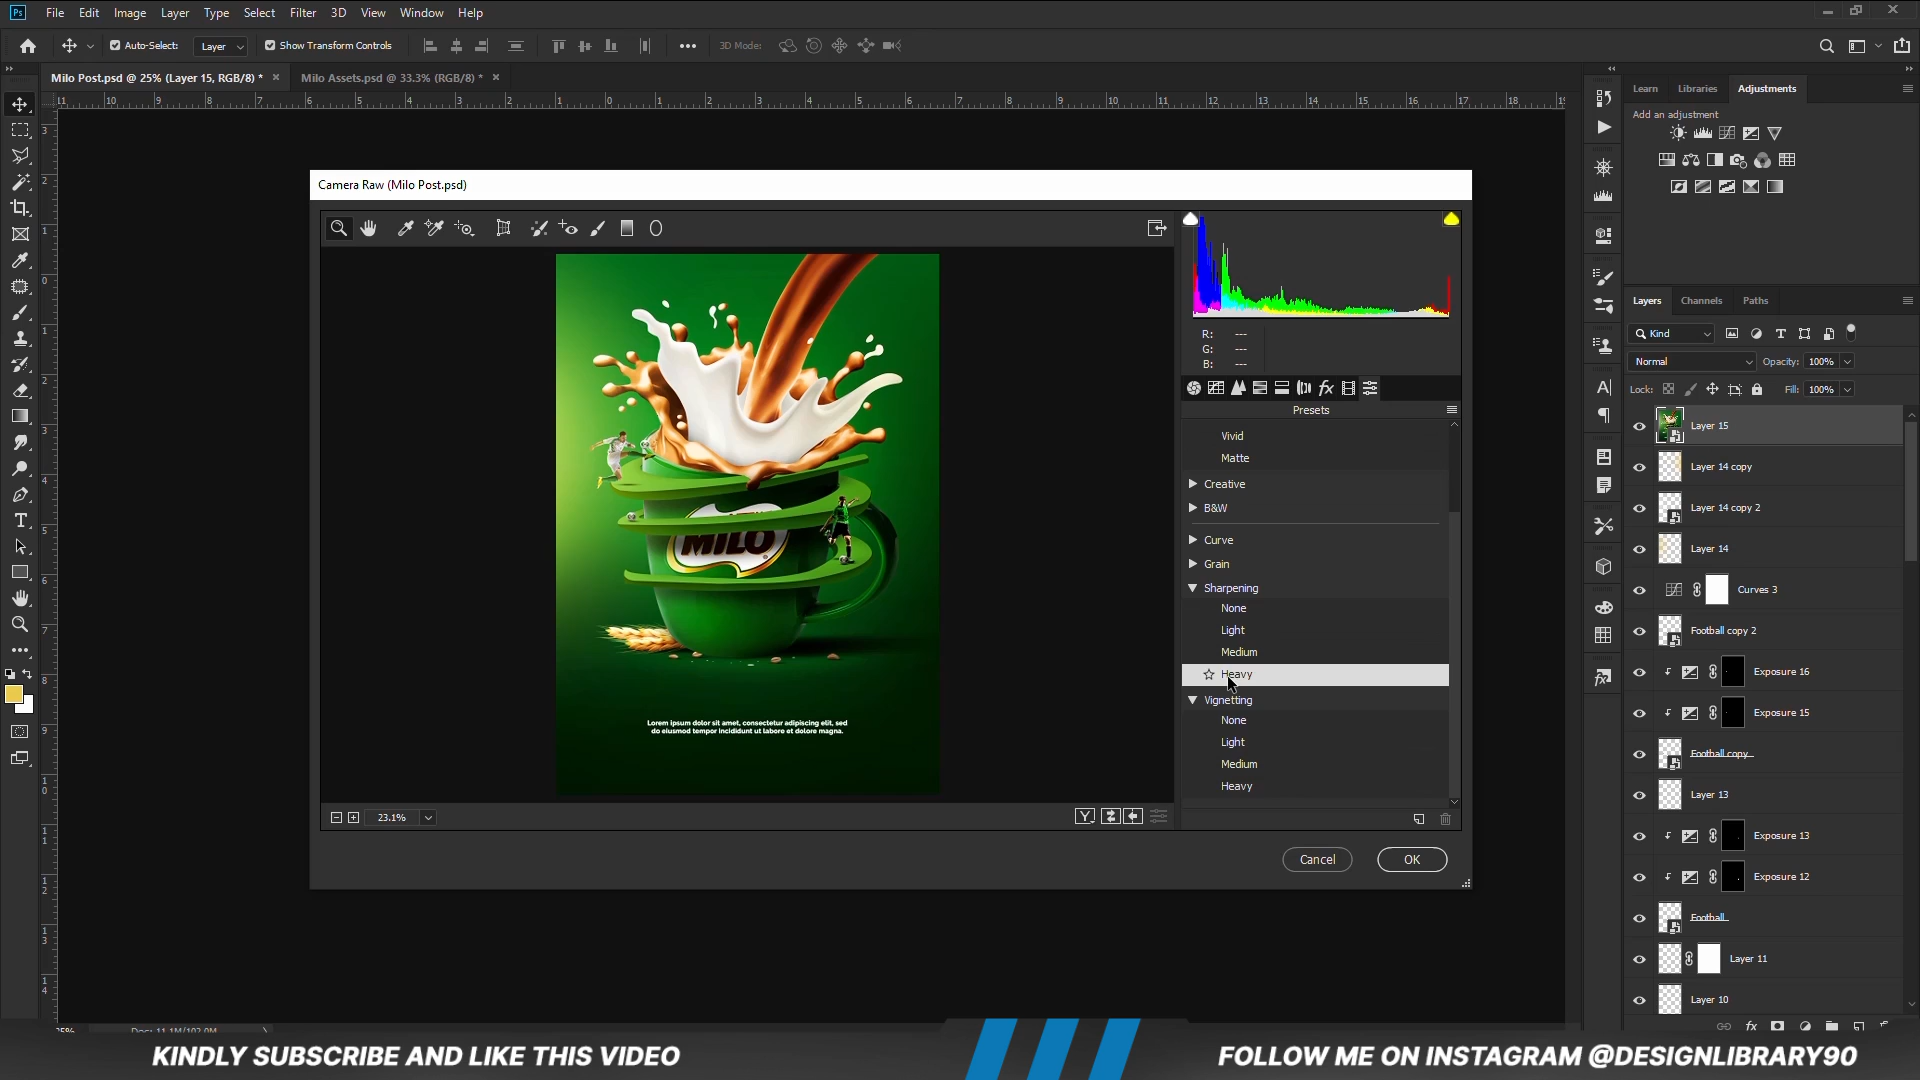 Ps File Edit Image Layer Type Select Filter 3D View Window Help
Auto-Select: Layer Show Transform Controls 3D Mode:
Milo Post.psd @ 25% (Layer 15, RGB/8) * Milo Assets.psd @ 33.3% (RGB/8) *
Camera Raw (Milo Post.psd)
R: ---
G: ---
B: ---
Presets
Vivid
Matte
Creative
B&W
Curve
Grain
Sharpening
None
Light
Medium
Heavy
Vignetting
None
Light
Medium
Heavy
MILO
Lorem ipsum dolor sit amet, consectetur adipiscing elit, sed
do eiusmod tempor incididunt ut labore et dolore magna.
23.1%
Cancel OK
Learn Libraries Adjustments
Add an adjustment
Layers Channels Paths
Kind
Normal Opacity: 100%
Lock: Fill: 100%
Layer 15
Layer 14 copy
Layer 14 copy 2
Layer 14
Curves 3
Football copy 2
Exposure 16
Exposure 15
Football copy
Layer 13
Exposure 13
Exposure 12
Football
Layer 11
Layer 10
KINDLY SUBSCRIBE AND LIKE THIS VIDEO
FOLLOW ME ON INSTAGRAM @DESIGNLIBRARY90